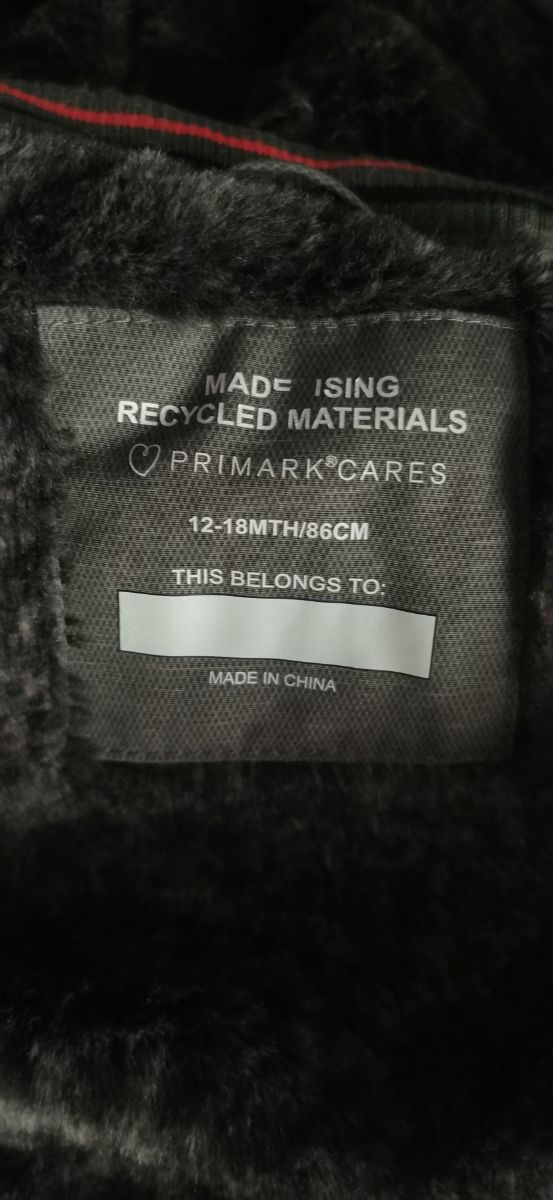 MADE USING
RECYCLED MATERIALS
PRIMARK®CARES
12-18MTH/86CM
THIS BELONGS TO:
MADE IN CHINA